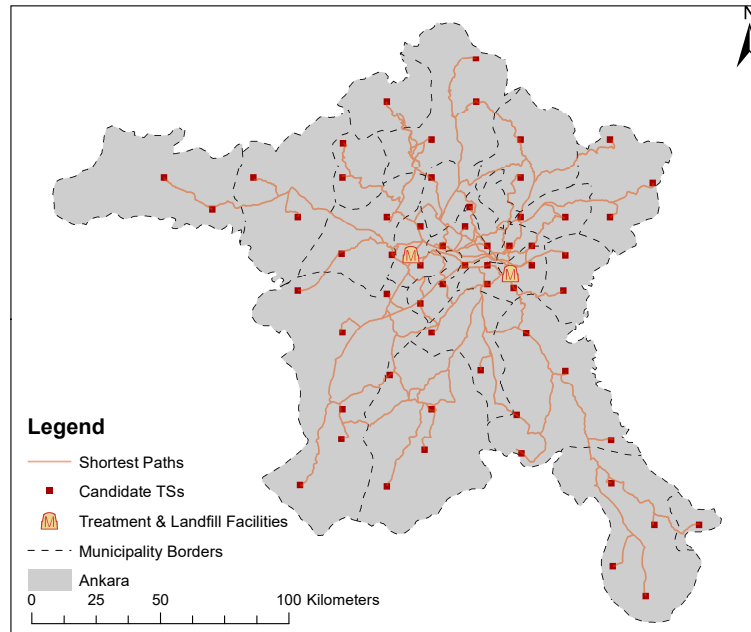 N
M
M
Legend
Shortest Paths
Candidate TSs
M Treatment & Landfill Facilities
Municipality Borders
Ankara
0 25 50 100 Kilometers